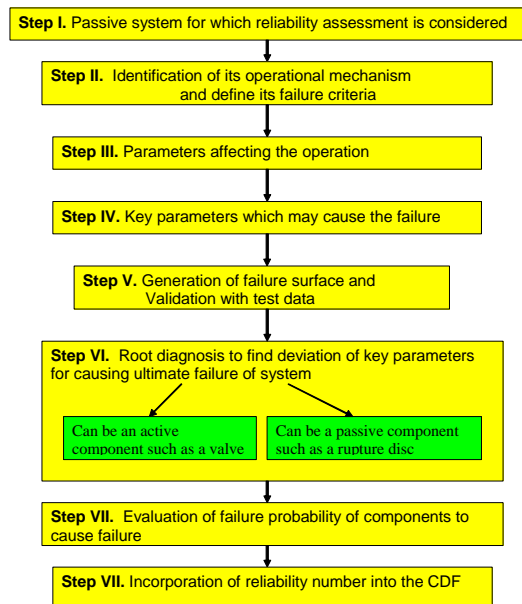 Step I. Passive system for which reliability assessment is considered
Step II. Identification of its operational mechanism
and define its failure criteria
Step III. Parameters affecting the operation
Step IV. Key parameters which may cause the failure
Step V. Generation of failure surface and
Validation with test data
Step VI. Root diagnosis to find deviation of key parameters
for causing ultimate failure of system
Can be an active
component such as a valve
Can be a passive component
such as a rupture disc
Step VII. Evaluation of failure probability of components to
cause failure
Step VII. Incorporation of reliability number into the CDF